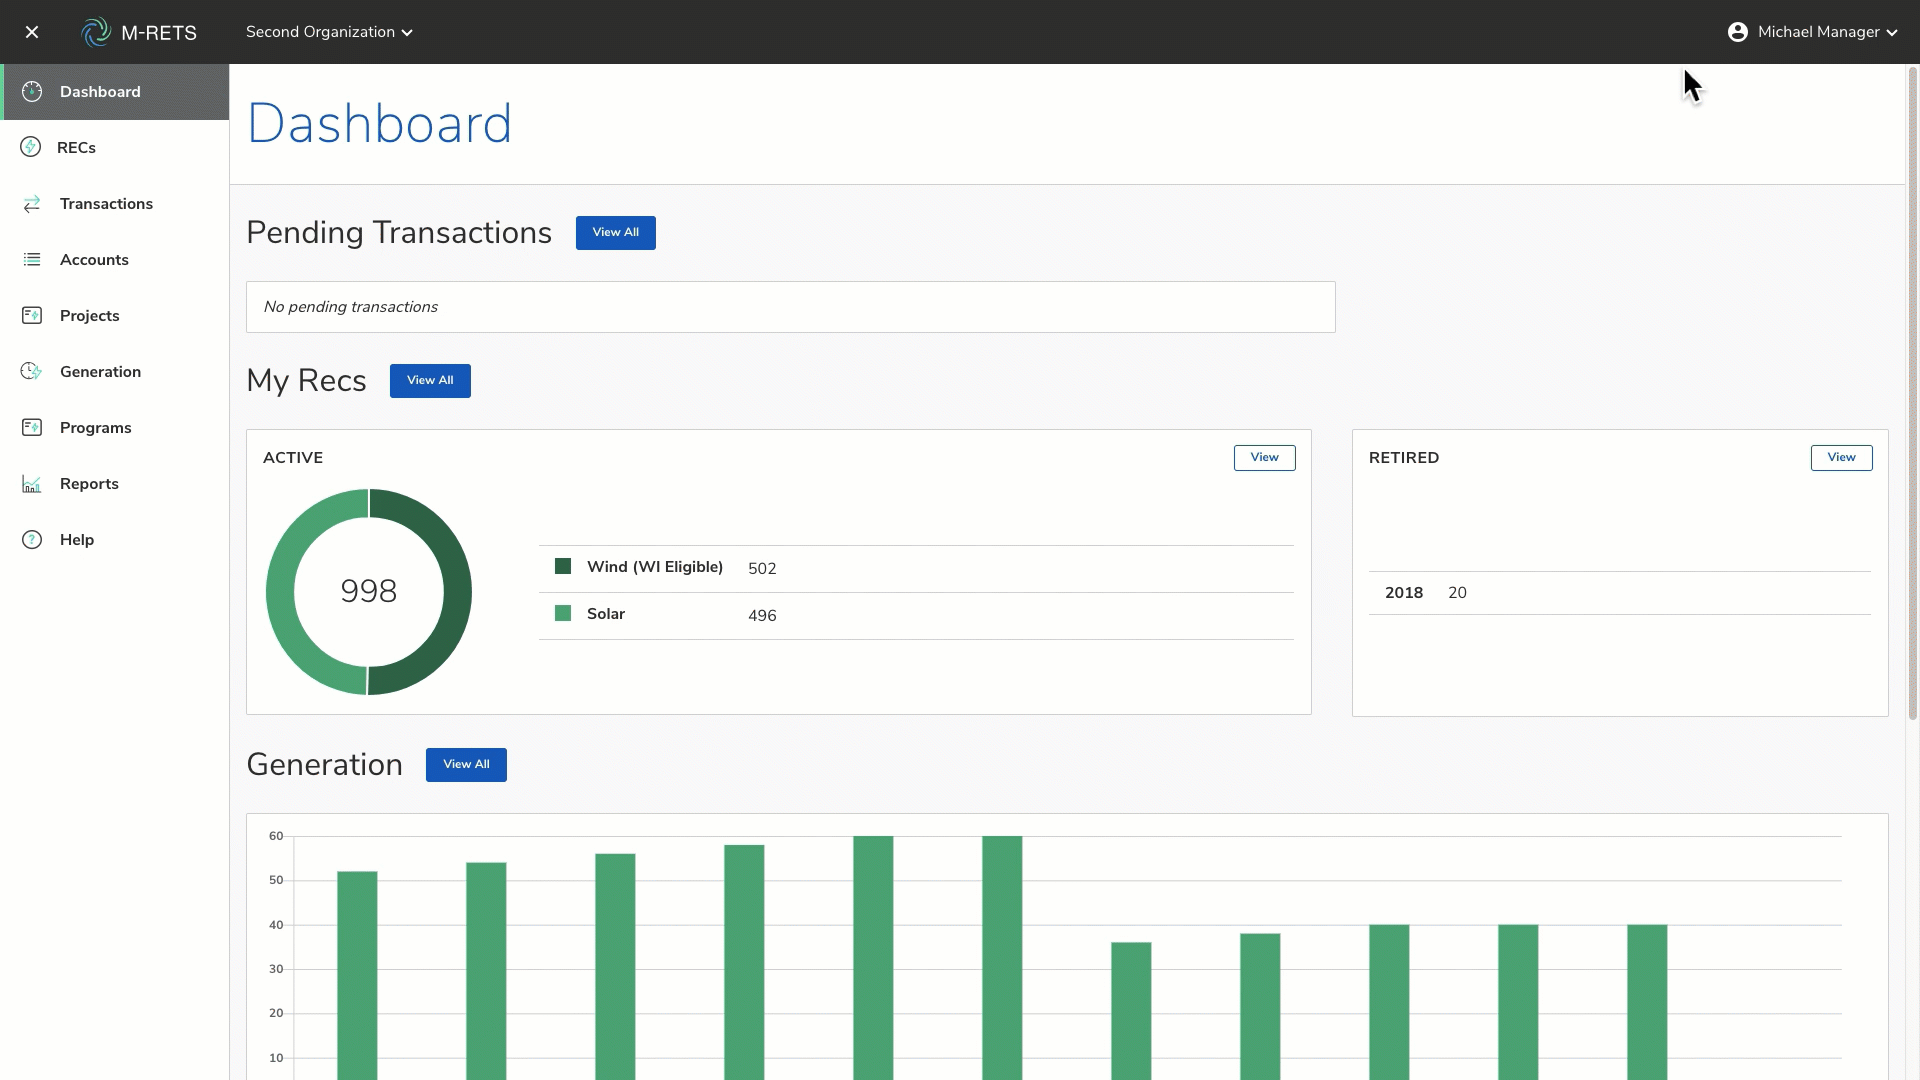 M-RETS
Second Organization
Michael Manager
Dashboard
RECs
Transactions
Accounts
Projects
Generation
Programs
Reports
Help
Dashboard
Pending Transactions
View All
No pending transactions
My Recs
View All
ACTIVE
View
998
Wind (WI Eligible) 502
Solar 496
RETIRED
View
2018 20
Generation
View All
60
50
40
30
20
10